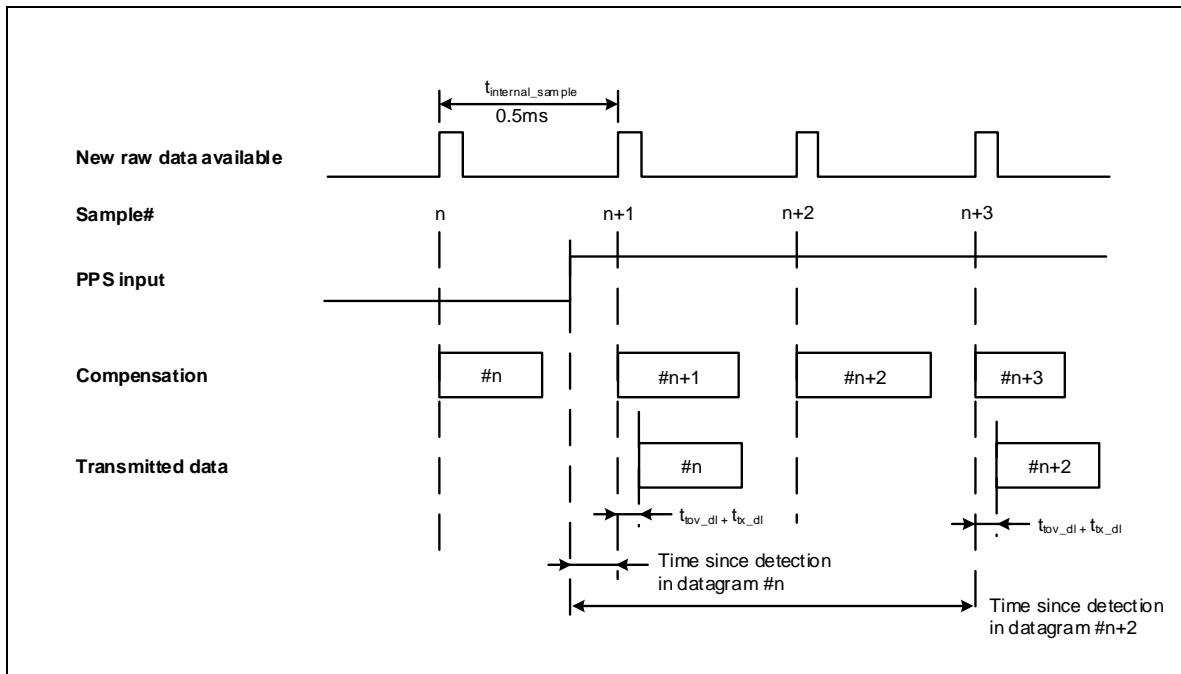 t_internal_sample
0.5ms
New raw data available
Sample#
n
n+1
n+2
n+3
PPS input
Compensation
#n
#n+1
#n+2
#n+3
Transmitted data
#n
#n+2
t_tov_dl + t_tx_dl
t_tov_dl + t_tx_dl
Time since detection
in datagram #n
Time since detection
in datagram #n+2